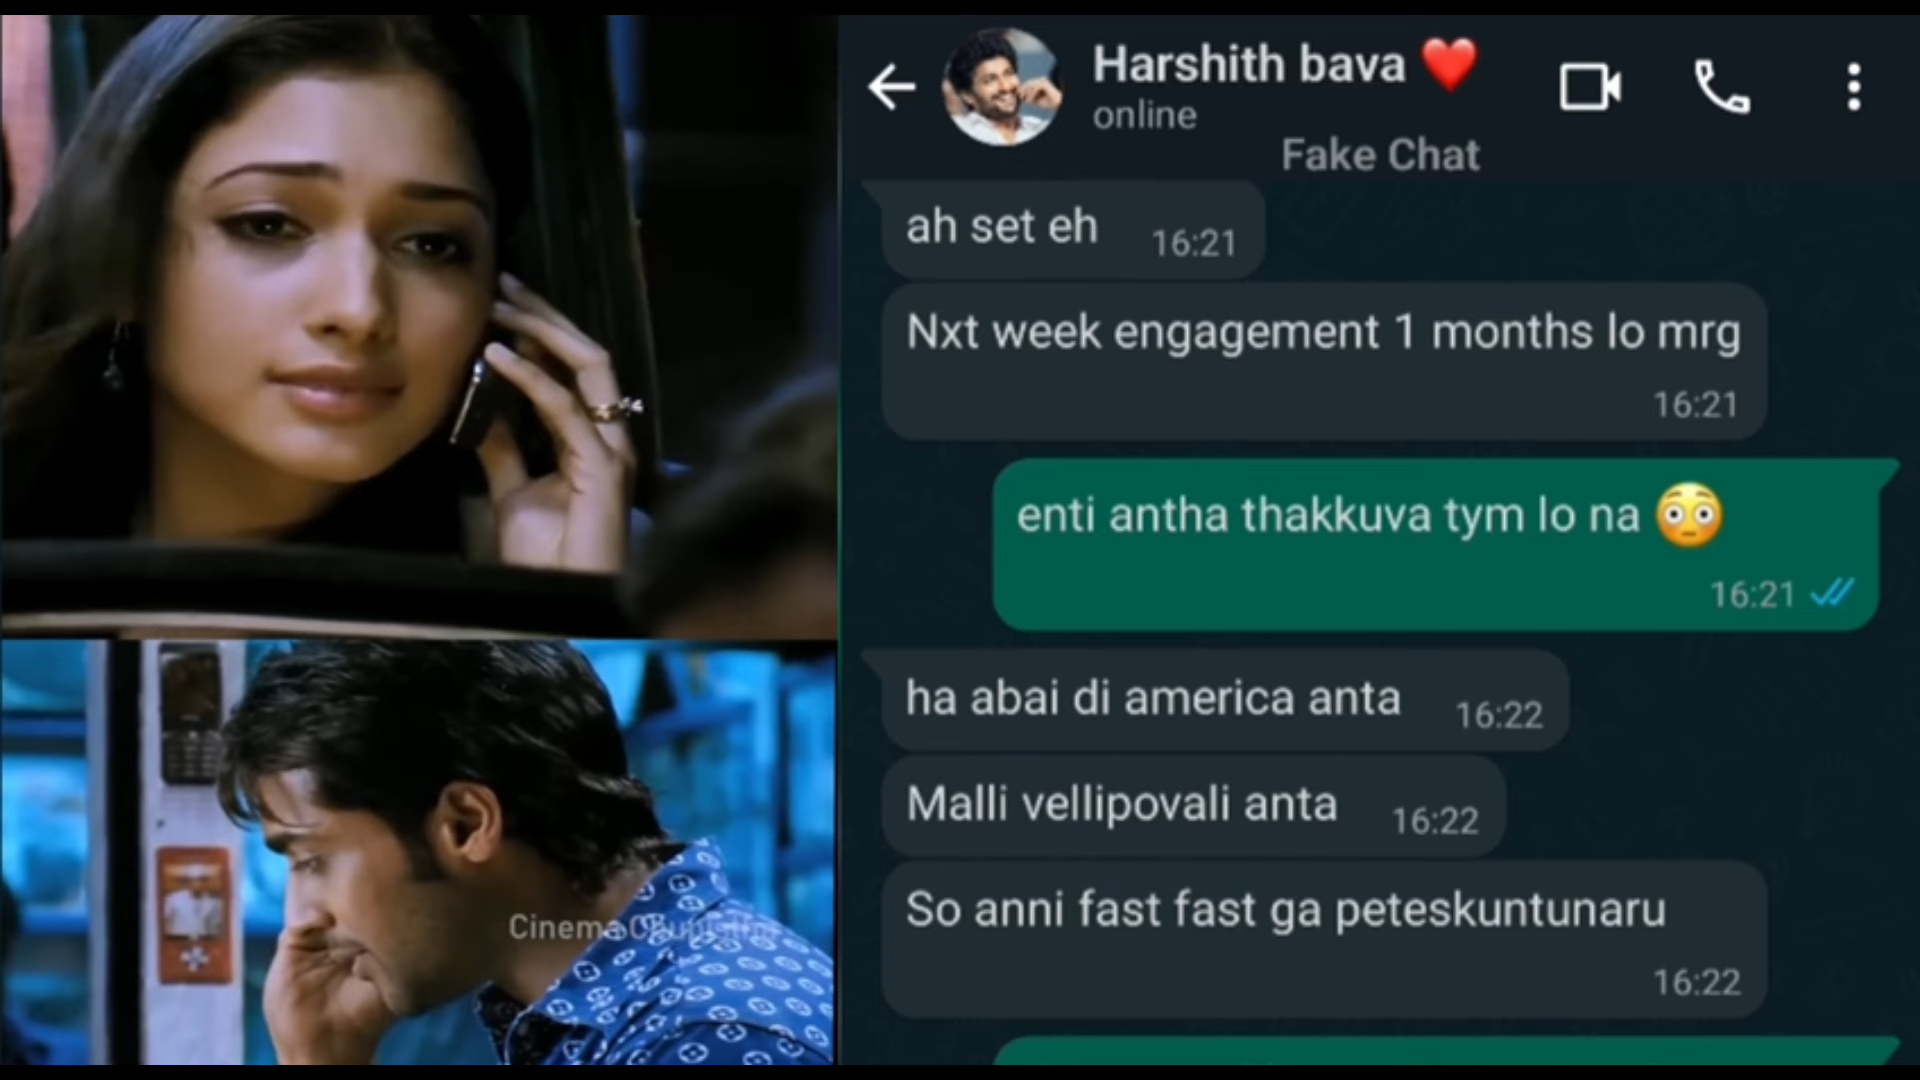 Harshith bava ❤️
online
Fake Chat
ah set eh 16:21
Nxt week engagement 1 months lo mrg
16:21
enti antha thakkuva tym lo na 😳
16:21
ha abai di america anta 16:22
Malli vellipovali anta 16:22
So anni fast fast ga peteskuntunaru
16:22
Cinema